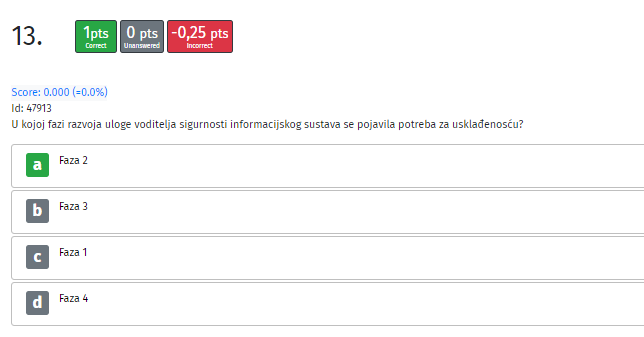 13.
1pts
Correct
0 pts
Unanswered
-0,25 pts
Incorrect
Score: 0.000 (=0.0%)
Id: 47913
U kojoj fazi razvoja uloge voditelja sigurnosti informacijskog sustava se pojavila potreba za usklađenosću?
a Faza 2
b Faza 3
c Faza 1
d Faza 4